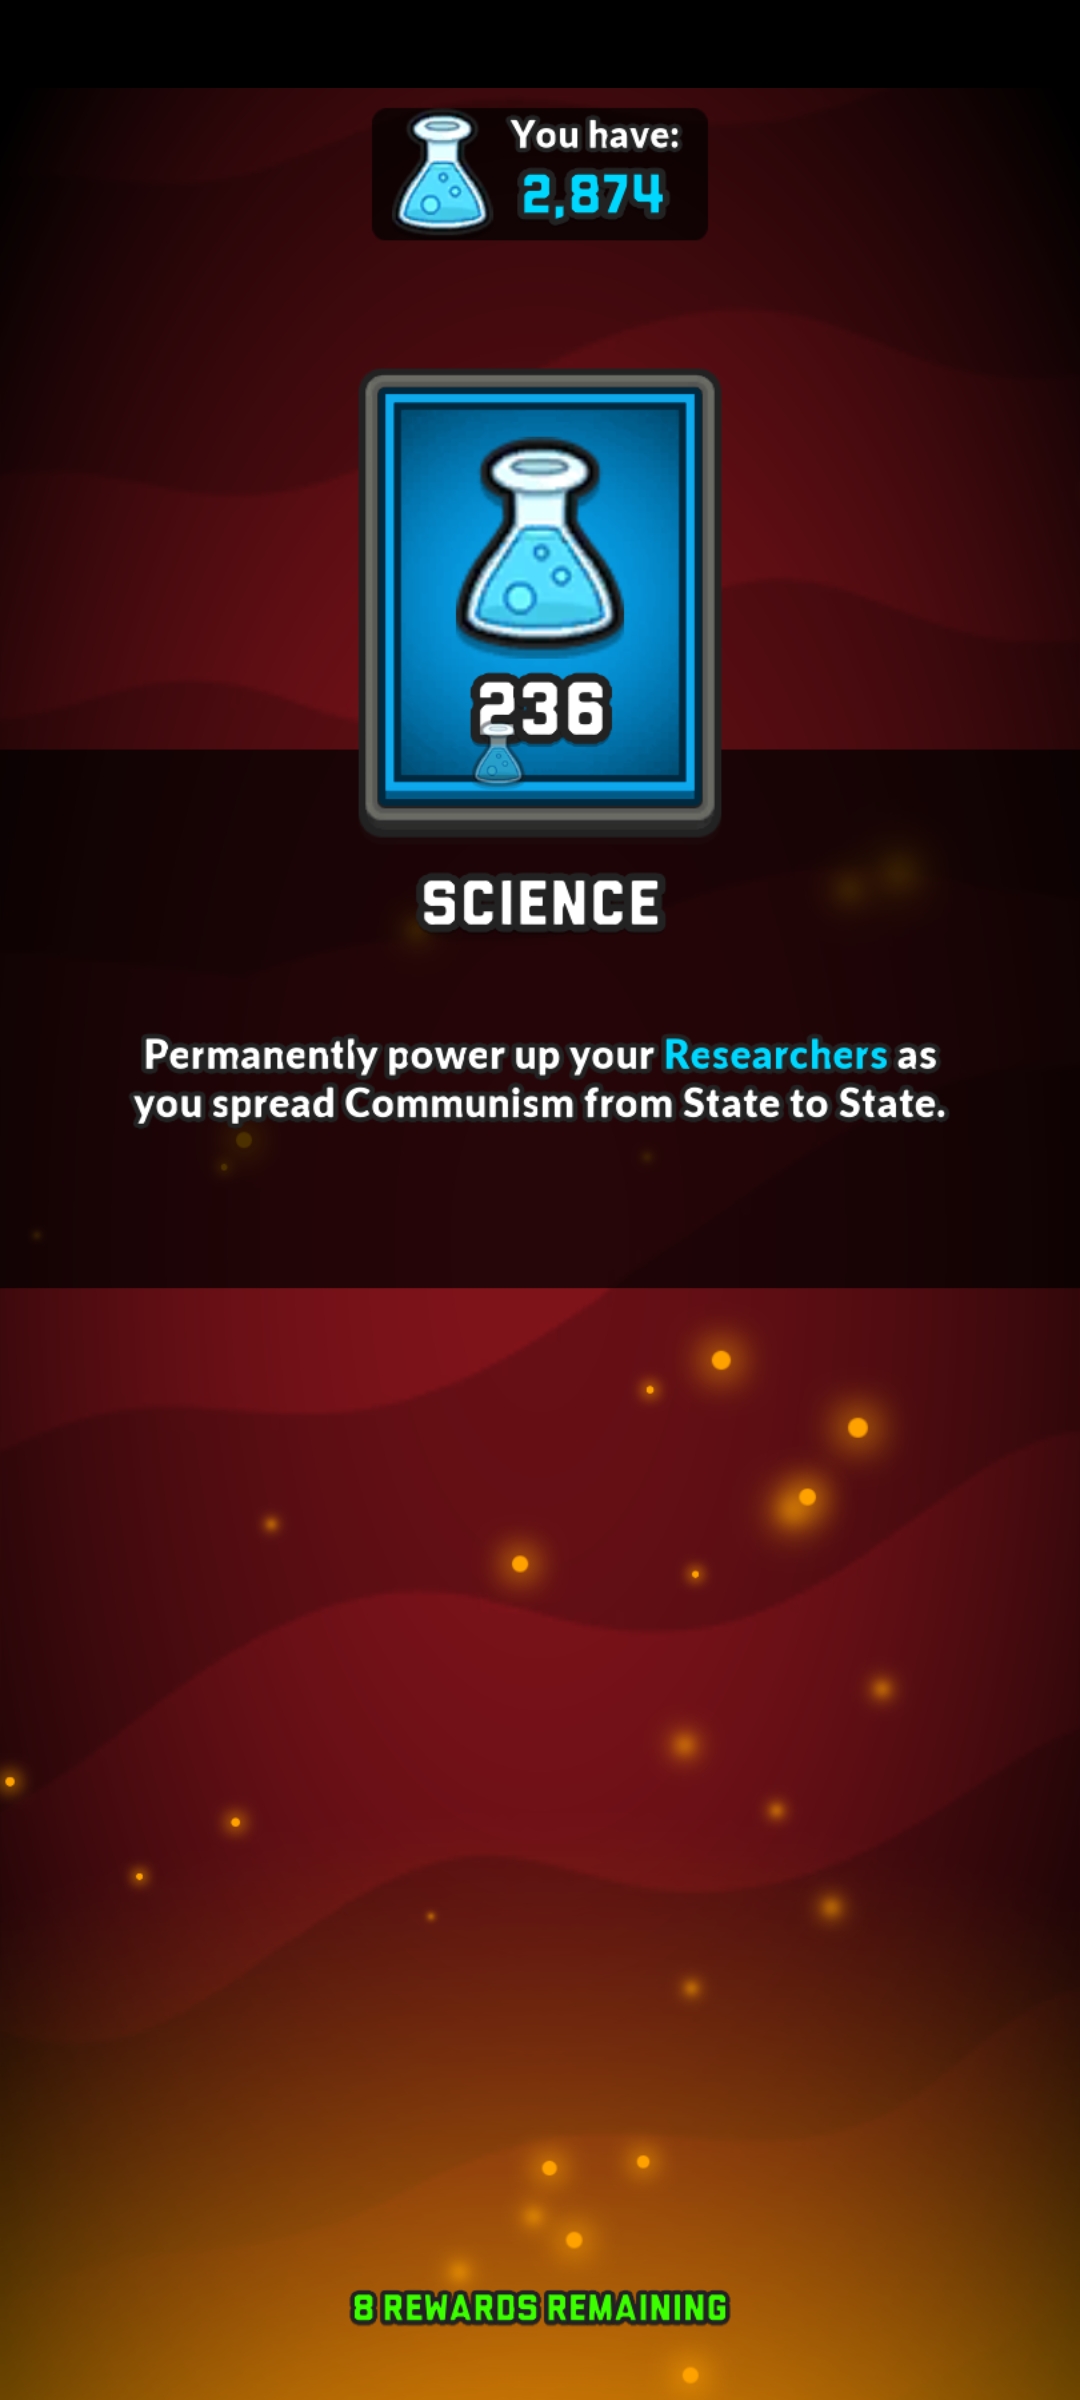 You have:
2,874
236
SCIENCE
Permanently power up your Researchers as
you spread Communism from State to State.
8 REWARDS REMAINING